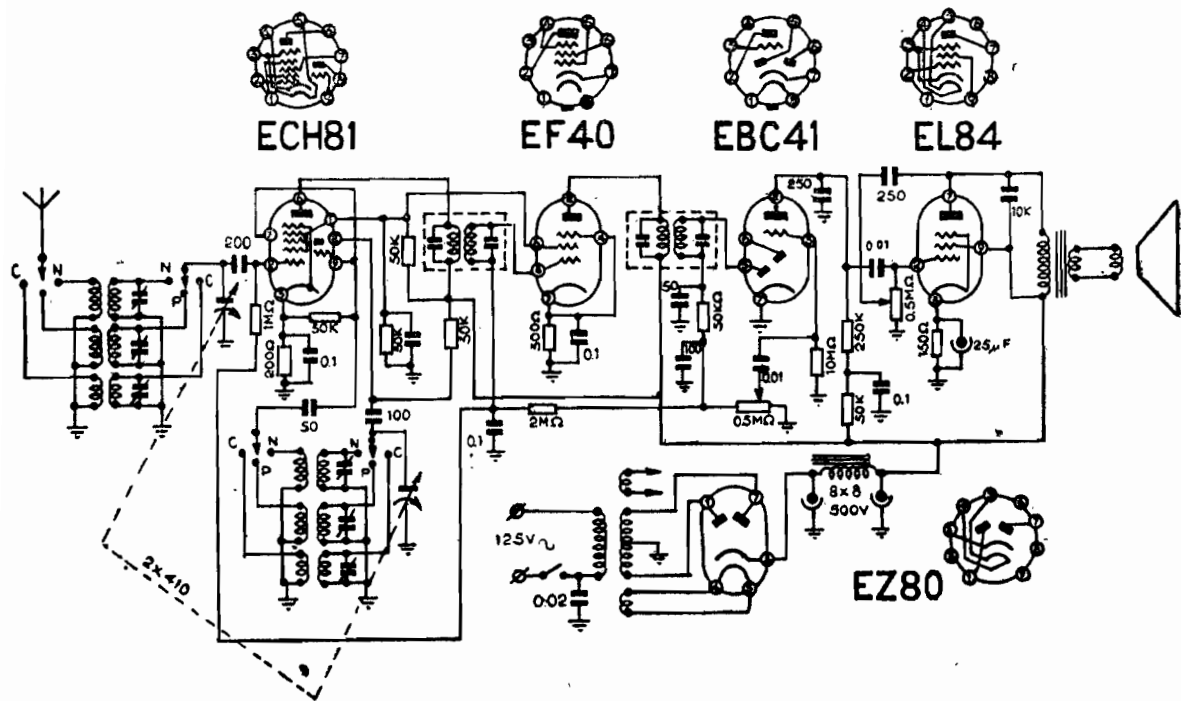 ECH81
EF40
EBC41
EL84
C
N
N
P
C
200
1MΩ
200Ω
50K
0.1
50K
50K
50K
500Ω
0.1
50
50KΩ
100
250
0.01
10MΩ
0.5MΩ
2MΩ
0.1
250K
50K
0.1
250
0.01
0.5MΩ
150Ω
25μF
10K
50
100
C
P
N
N
P
C
2x410
125V
0.02
8x8
500V
EZ80